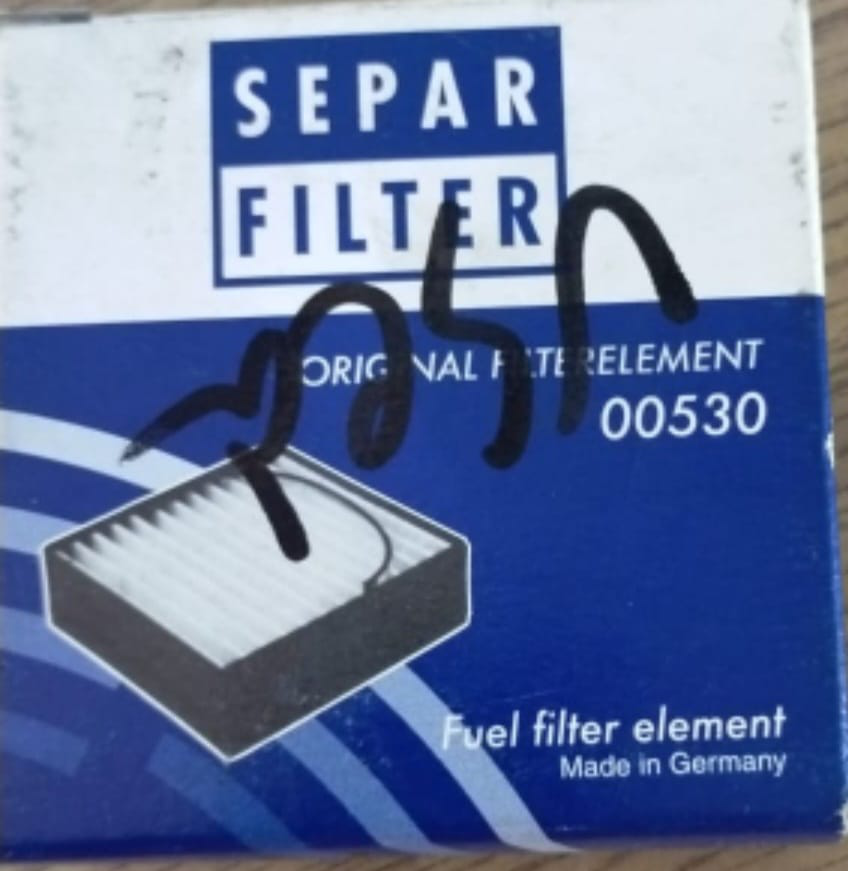 SEPAR
FILTER
ORIGINAL FILTERELEMENT
00530
Fuel filter element
Made in Germany